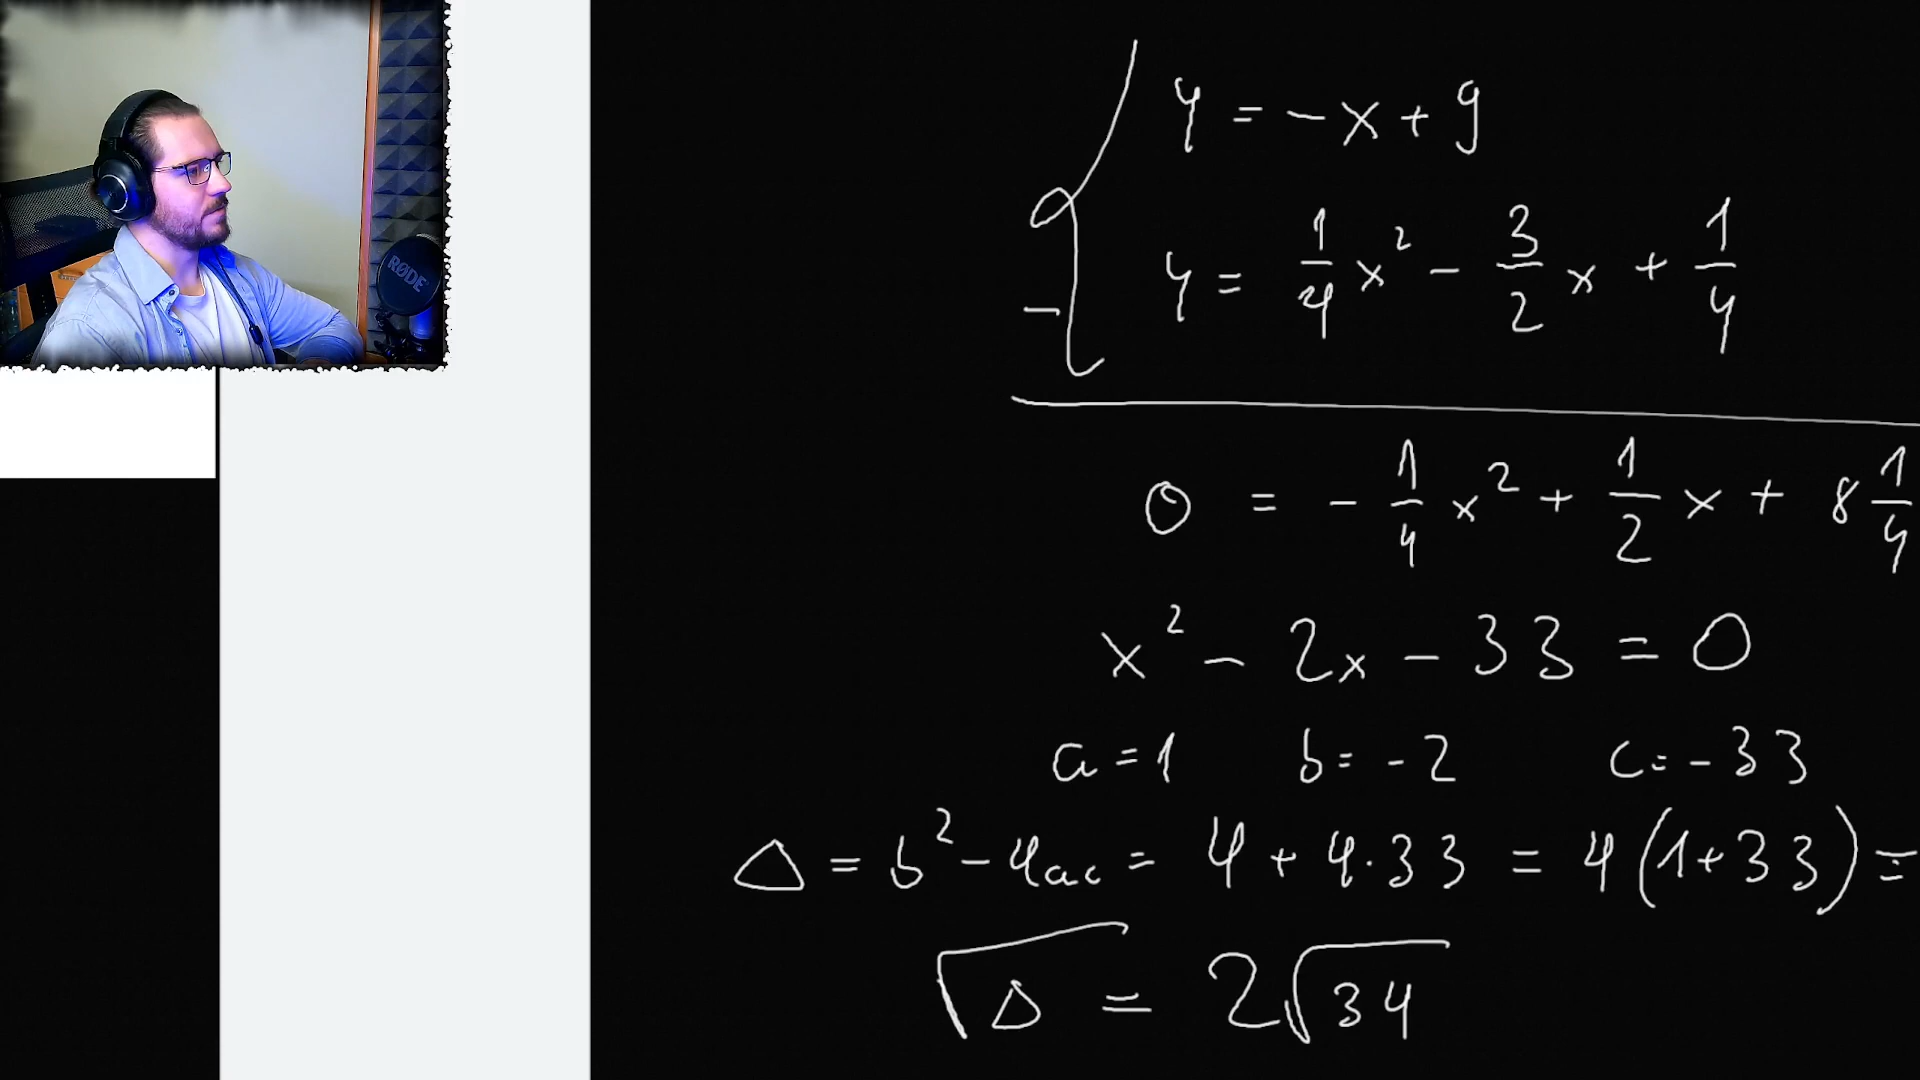 RØDE
y = -x + 9
y = 1/4 x² - 3/2 x + 1/4
-
0 = - 1/4 x² + 1/2 x + 8 1/4
x² - 2x - 33 = 0
a = 1 b = -2 c = -33
Δ = b² - 4ac = 4 + 4·33 = 4(1+33) =
√Δ = 2√34